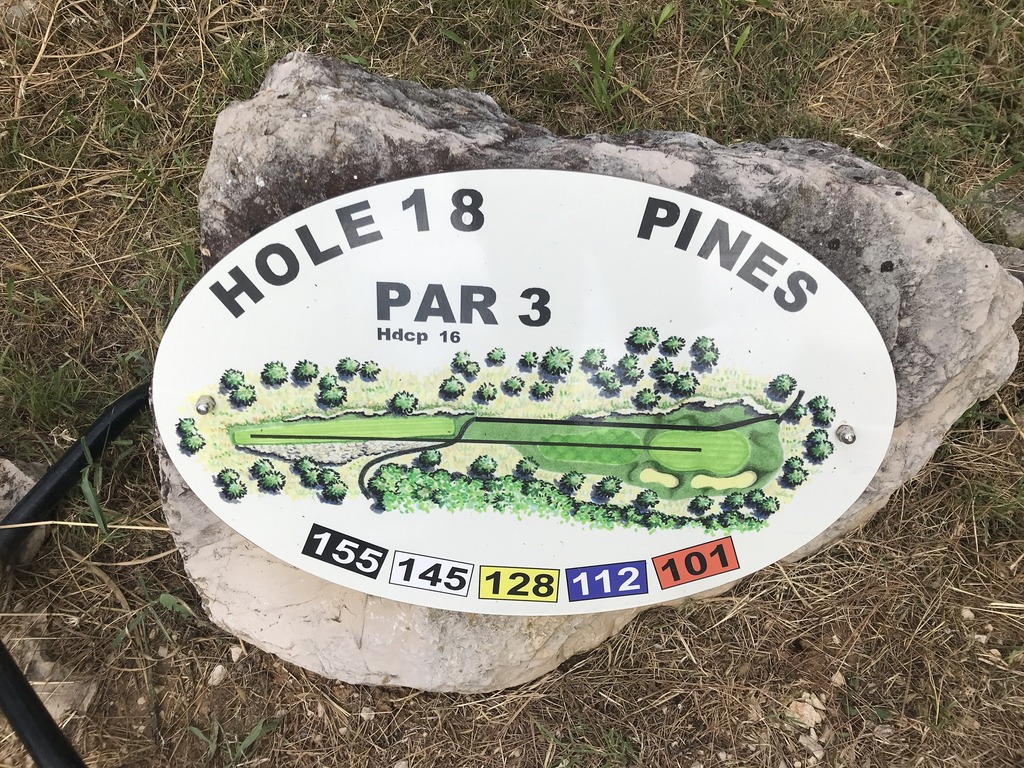 HOLE 18 PINES
PAR 3
Hdcp 16
155 145 128 112 101